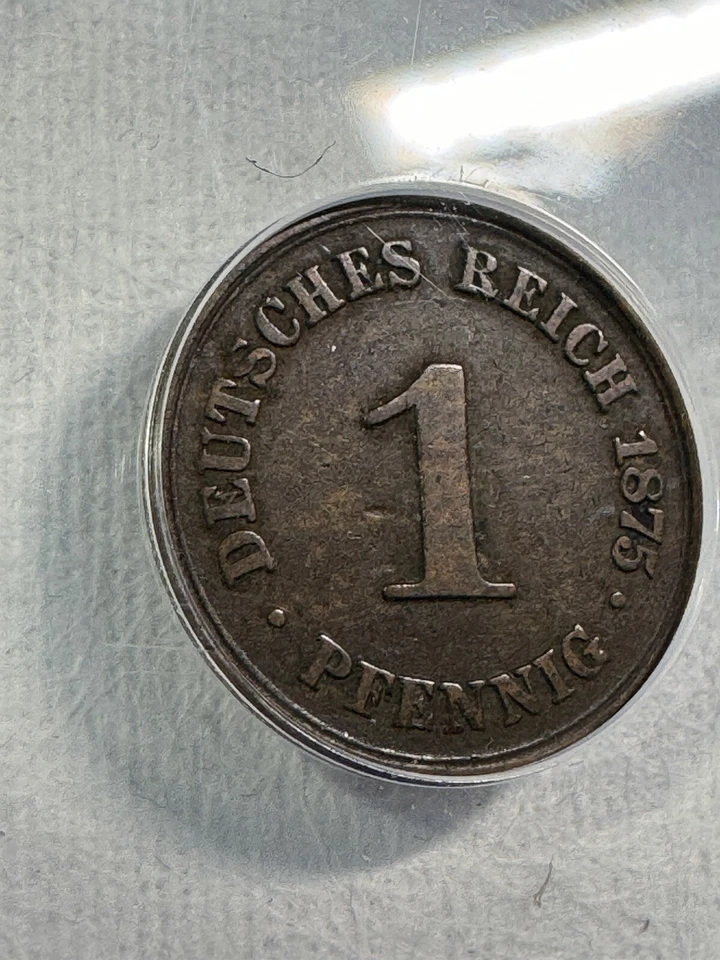 DEUTSCHES REICH 1875
1
· PFENNIG ·